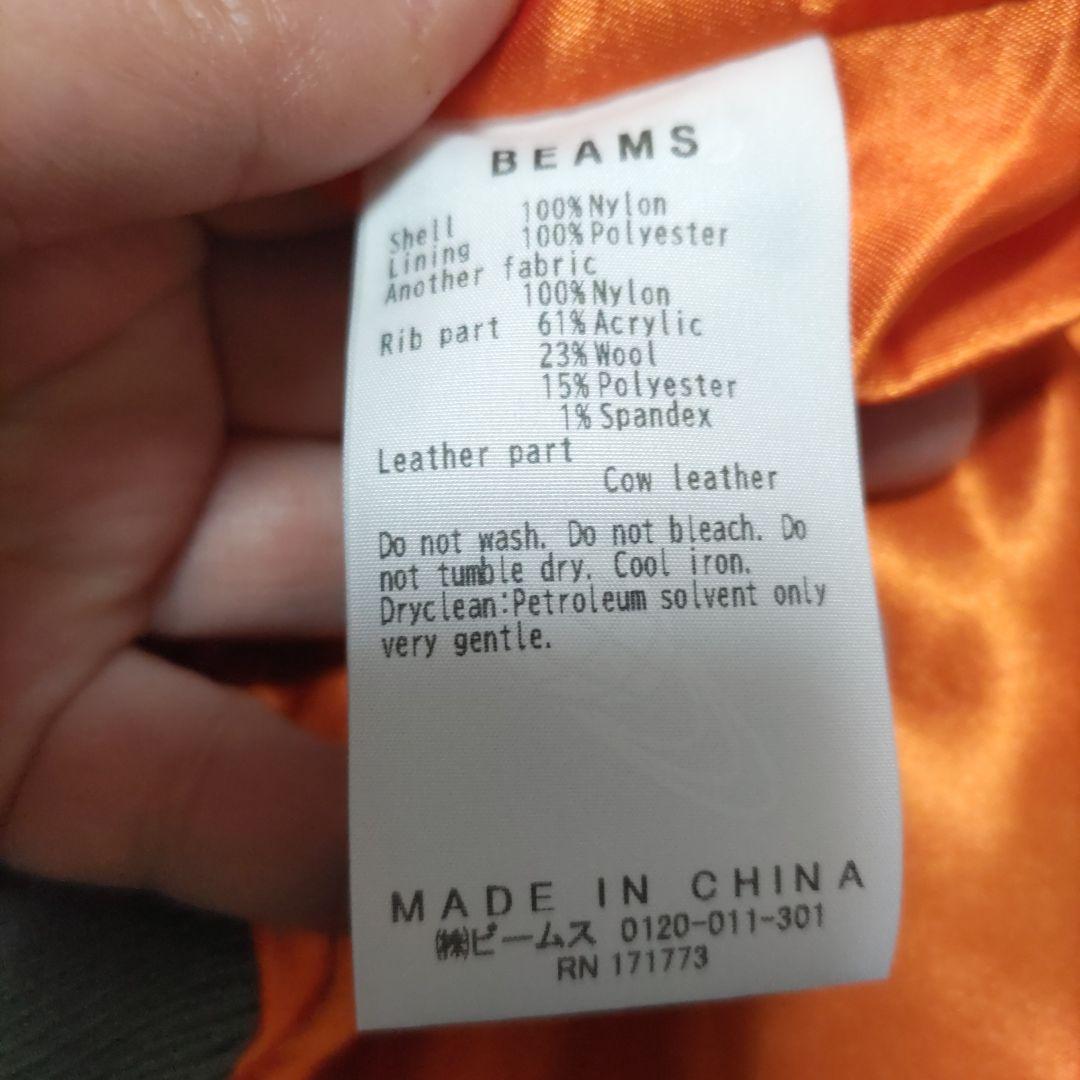 BEAMS
Shell 100%Nylon
Lining 100%Polyester
Another fabric
100%Nylon
Rib part 61%Acrylic
23%Wool
15%Polyester
1%Spandex
Leather part
Cow leather
Do not wash. Do not bleach. Do
not tumble dry. Cool iron.
Dryclean:Petroleum solvent only
very gentle.
MADE IN CHINA
㈱ビームス 0120-011-301
RN 171773